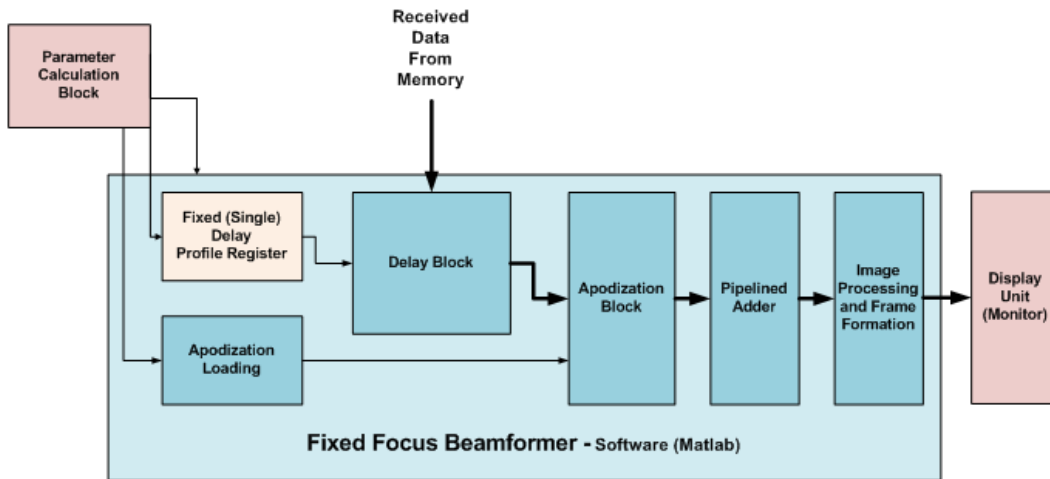 Received
Data
From
Memory
Parameter
Calculation
Block
Fixed (Single)
Delay
Profile Register
Delay Block
Apodization
Loading
Apodization
Block
Pipelined
Adder
Image
Processing
and Frame
Formation
Display
Unit
(Monitor)
Fixed Focus Beamformer - Software (Matlab)